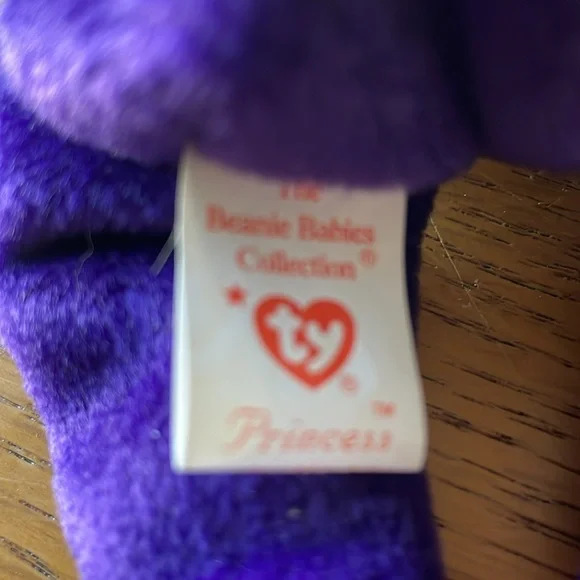 The
Beanie Babies
Collection®
ty®
Princess™